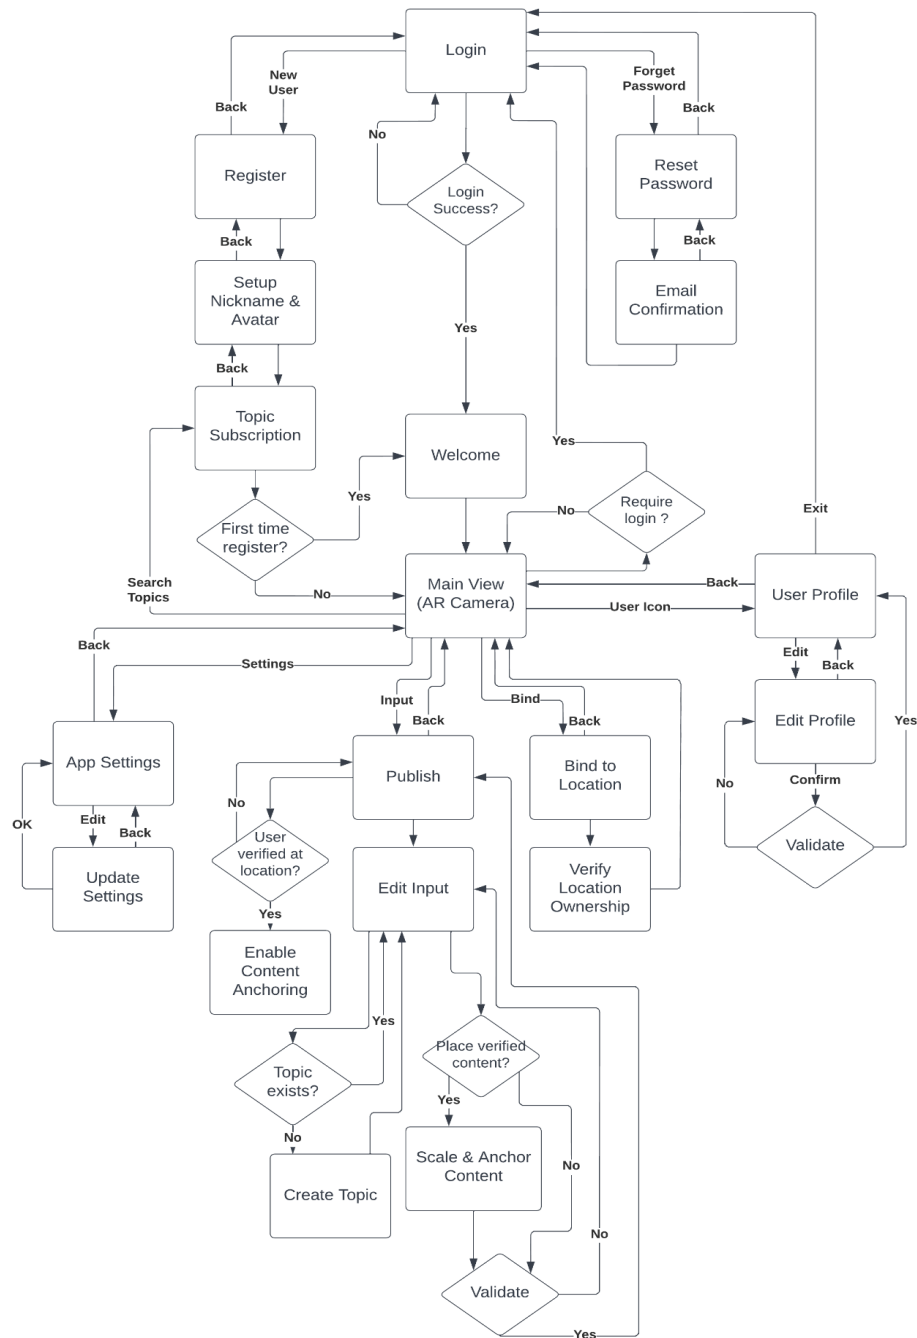 Login
New
User
Forget
Password
Back
Back
No
Register
Login
Success?
Reset
Password
Back
Back
Setup
Nickname &
Avatar
Email
Confirmation
Yes
Back
Topic
Subscription
Welcome
Yes
Yes
Require
login ?
No
Exit
First time
register?
Search
Topics
No
Main View
(AR Camera)
Back
User Icon
User Profile
Back
Settings
Edit
Back
Input
Back
Bind
Back
Yes
App Settings
Publish
Bind to
Location
Edit Profile
No
No
Confirm
OK
Edit
Back
User
verified at
location?
Validate
Update
Settings
Edit Input
Verify
Location
Ownership
Yes
Enable
Content
Anchoring
Yes
Place verified
content?
Topic
exists?
Yes
No
No
Scale & Anchor
Content
Create Topic
No
Validate
Yes